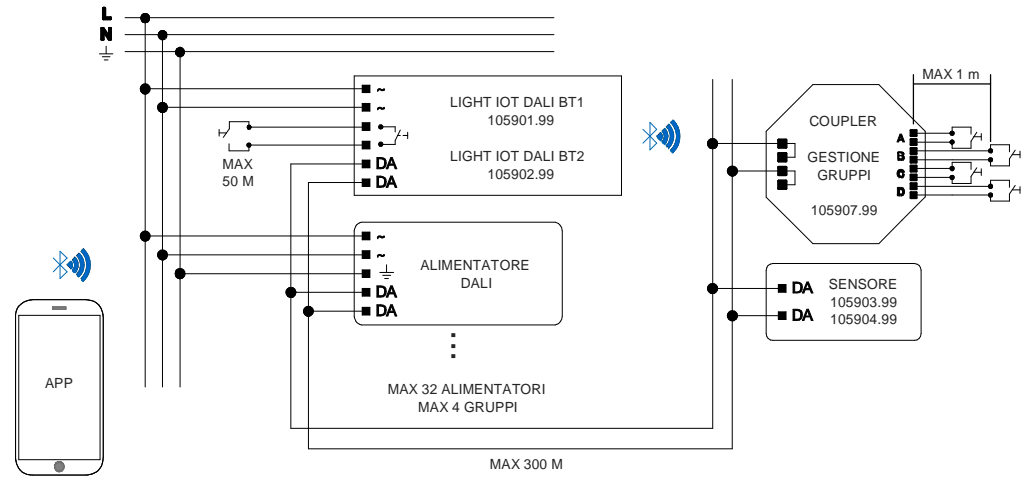 L
N
~
~
DA
DA
LIGHT IOT DALI BT1
105901.99
LIGHT IOT DALI BT2
105902.99
MAX
50 M
~
~
DA
DA
ALIMENTATORE
DALI
MAX 32 ALIMENTATORI
MAX 4 GRUPPI
MAX 300 M
APP
COUPLER
GESTIONE
GRUPPI
105907.99
A
B
C
D
MAX 1 m
DA
DA
SENSORE
105903.99
105904.99